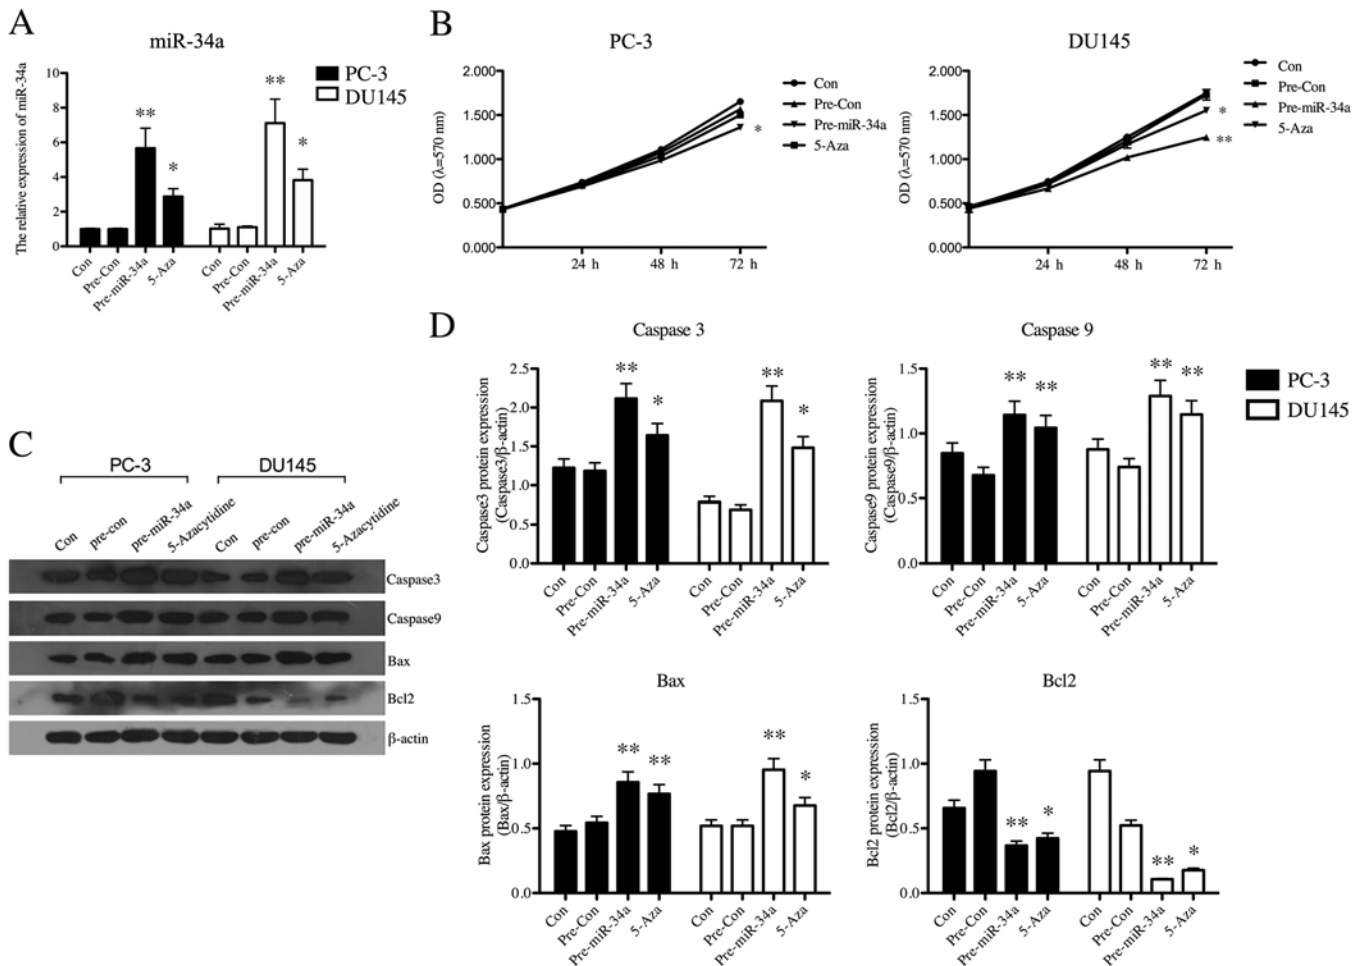 A
miR-34a
The relative expression of miR-34a
10
8
6
4
2
0
**
*
**
*
Con
Pre-Con
Pre-miR-34a
5-Aza
Con
Pre-Con
Pre-miR-34a
5-Aza
PC-3
DU145
B
PC-3
OD (λ=570 nm)
2.000
1.500
1.000
0.500
0.000
24 h
48 h
72 h
*
Con
Pre-Con
Pre-miR-34a
5-Aza
DU145
OD (λ=570 nm)
2.000
1.500
1.000
0.500
0.000
24 h
48 h
72 h
*
**
Con
Pre-Con
Pre-miR-34a
5-Aza
C
PC-3
DU145
Con
pre-con
pre-miR-34a
5-Azacytidine
Con
pre-con
pre-miR-34a
5-Azacytidine
Caspase3
Caspase9
Bax
Bcl2
β-actin
D
Caspase 3
Caspase3 protein expression
(Caspase3/β-actin)
2.5
2.0
1.5
1.0
0.5
0.0
**
*
**
*
Con
Pre-Con
Pre-miR-34a
5-Aza
Con
Pre-Con
Pre-miR-34a
5-Aza
Caspase 9
Caspase9 protein expression
(Caspase9/β-actin)
1.5
1.0
0.5
0.0
**
**
**
**
Con
Pre-Con
Pre-miR-34a
5-Aza
Con
Pre-Con
Pre-miR-34a
5-Aza
PC-3
DU145
Bax
Bax protein expression
(Bax/β-actin)
1.5
1.0
0.5
0.0
**
**
**
*
Con
Pre-Con
Pre-miR-34a
5-Aza
Con
Pre-Con
Pre-miR-34a
5-Aza
Bcl2
Bcl2 protein expression
(Bcl2/β-actin)
1.5
1.0
0.5
0.0
**
*
**
*
Con
Pre-Con
Pre-miR-34a
5-Aza
Con
Pre-Con
Pre-miR-34a
5-Aza